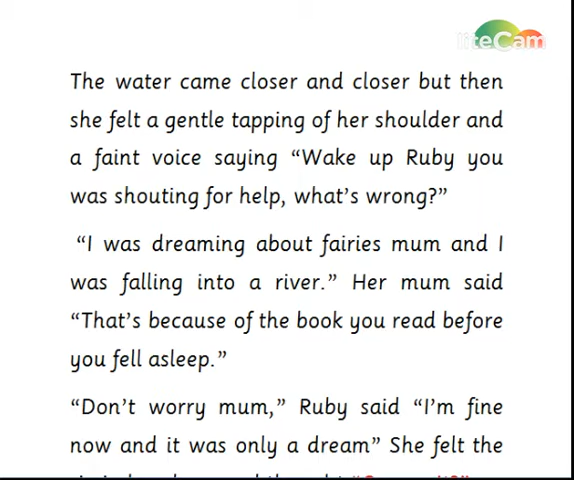 liteCam
The water came closer and closer but then
she felt a gentle tapping of her shoulder and
a faint voice saying “Wake up Ruby you
was shouting for help, what’s wrong?”
“I was dreaming about fairies mum and I
was falling into a river.” Her mum said
“That’s because of the book you read before
you fell asleep.”
“Don’t worry mum,” Ruby said “I’m fine
now and it was only a dream” She felt the